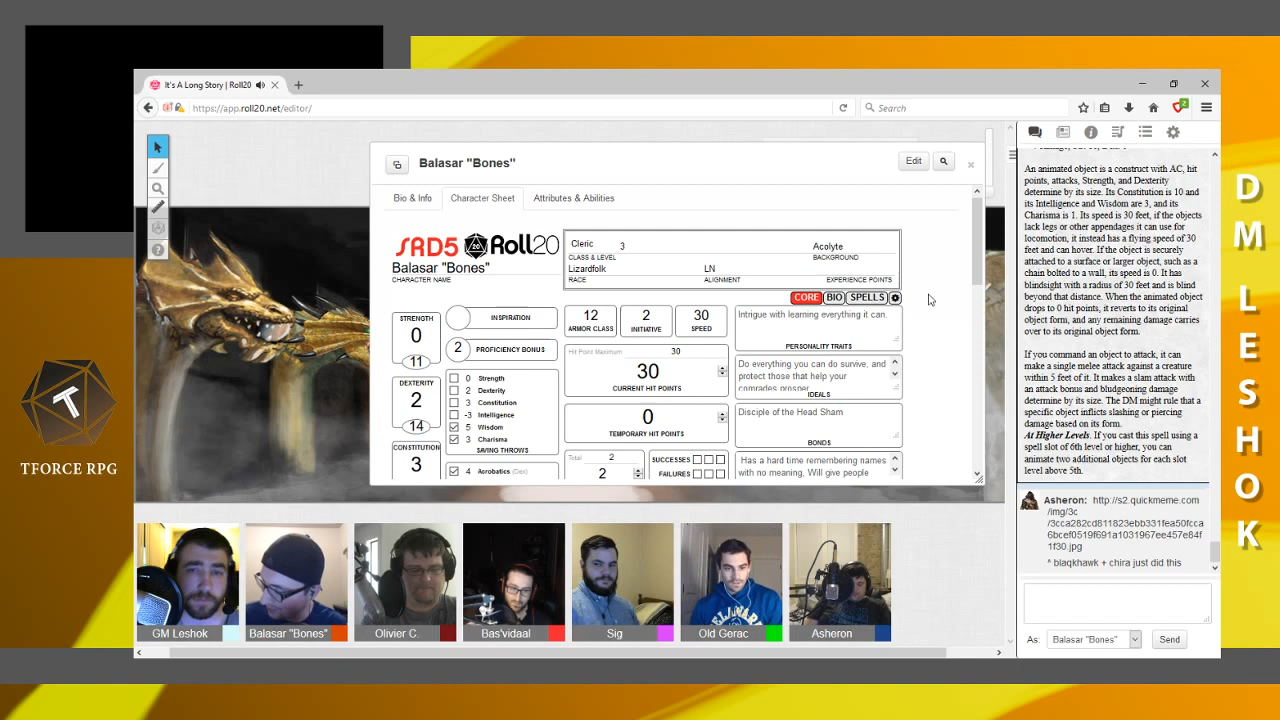 It's A Long Story | Roll20
https://app.roll20.net/editor/
Search
2
Balasar "Bones"
Edit
Bio & Info
Character Sheet
Attributes & Abilities
SRD5 Roll20
20
Balasar "Bones"
CHARACTER NAME
Cleric 3 Acolyte
CLASS & LEVEL BACKGROUND
Lizardfolk LN
RACE ALIGNMENT EXPERIENCE POINTS
CORE BIO SPELLS
STRENGTH
0
11
DEXTERITY
2
14
CONSTITUTION
3
INSPIRATION
2 PROFICIENCY BONUS
0 Strength
2 Dexterity
3 Constitution
-3 Intelligence
5 Wisdom
3 Charisma
SAVING THROWS
4 Acrobatics (Dex)
12
ARMOR CLASS
2
INITIATIVE
30
SPEED
Hit Point Maximum 30
30
CURRENT HIT POINTS
0
TEMPORARY HIT POINTS
Total 2
2
SUCCESSES
FAILURES
Intrigue with learning everything it can.
PERSONALITY TRAITS
Do everything you can do survive, and
protect those that help your
comrades prosper
IDEALS
Disciple of the Head Sham
BONDS
Has a hard time remembering names
with no meaning, Will give people
An animated object is a construct with AC, hit
points, attacks, Strength, and Dexterity
determine by its size. Its Constitution is 10 and
its Intelligence and Wisdom are 3, and its
Charisma is 1. Its speed is 30 feet, if the objects
lack legs or other appendages it can use for
locomotion, it instead has a flying speed of 30
feet and can hover. If the object is securely
attached to a surface or larger object, such as a
chain bolted to a wall, its speed is 0. It has
blindsight with a radius of 30 feet and is blind
beyond that distance. When the animated object
drops to 0 hit points, it reverts to its original
object form, and any remaining damage carries
over to its original object form.
If you command an object to attack, it can
make a single melee attack against a creature
within 5 feet of it. It makes a slam attack with
an attack bonus and bludgeoning damage
determine by its size. The DM might rule that a
specific object inflicts slashing or piercing
damage based on its form.
At Higher Levels. If you cast this spell using a
spell slot of 6th level or higher, you can
animate two additional objects for each slot
level above 5th.
Asheron: http://s2.quickmeme.com
/img/3c
/3cca282cd811823ebb331fea50fcca
6bcef0519f691a1031967ee457e84f
1f30.jpg
^ blaqkhawk + chira just did this
As: Balasar "Bones" Send
GM Leshok
Balasar "Bones"
Olivier C.
Bas'vidaal
Sig
Old Gerac
Asheron
T
TFORCE RPG
DM LESHOK